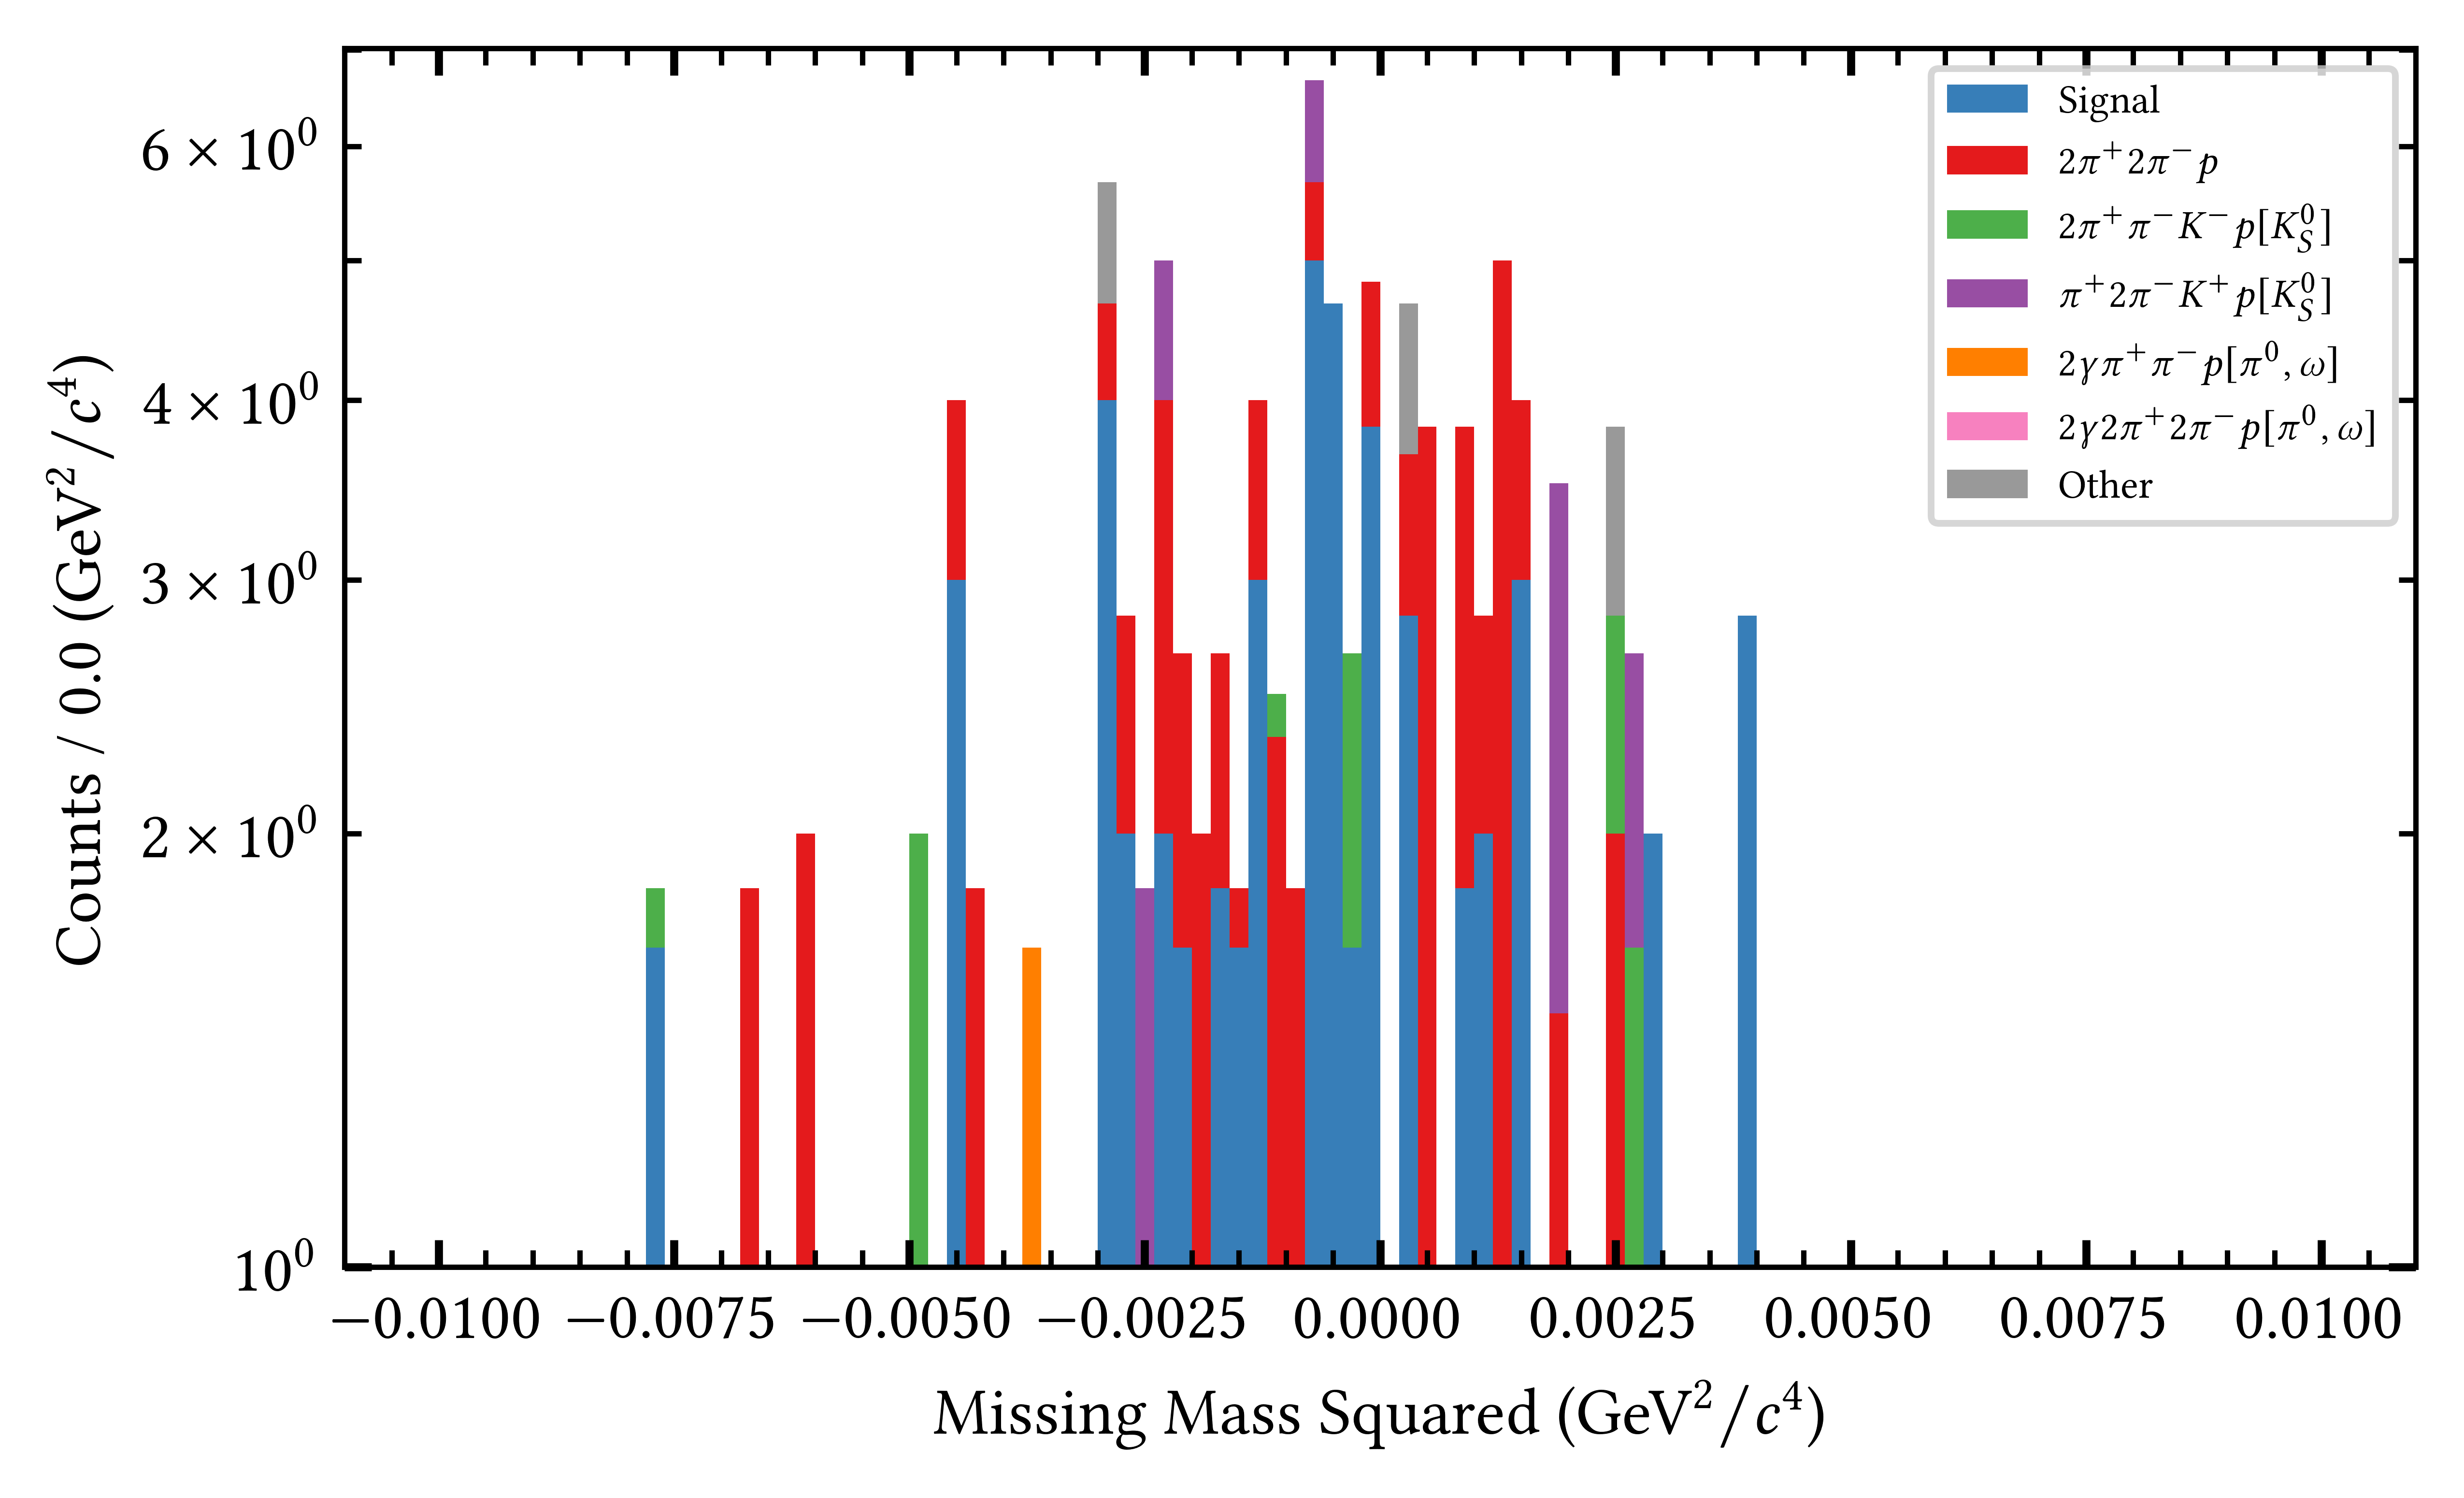 Counts / 0.0 (GeV²/c⁴)
6 × 10⁰
4 × 10⁰
3 × 10⁰
2 × 10⁰
10⁰
Signal
2π⁺2π⁻p
2π⁺π⁻K⁻p[K⁰_S]
π⁺2π⁻K⁺p[K⁰_S]
2γπ⁺π⁻p[π⁰, ω]
2γ2π⁺2π⁻p[π⁰, ω]
Other
−0.0100 −0.0075 −0.0050 −0.0025 0.0000 0.0025 0.0050 0.0075 0.0100
Missing Mass Squared (GeV²/c⁴)